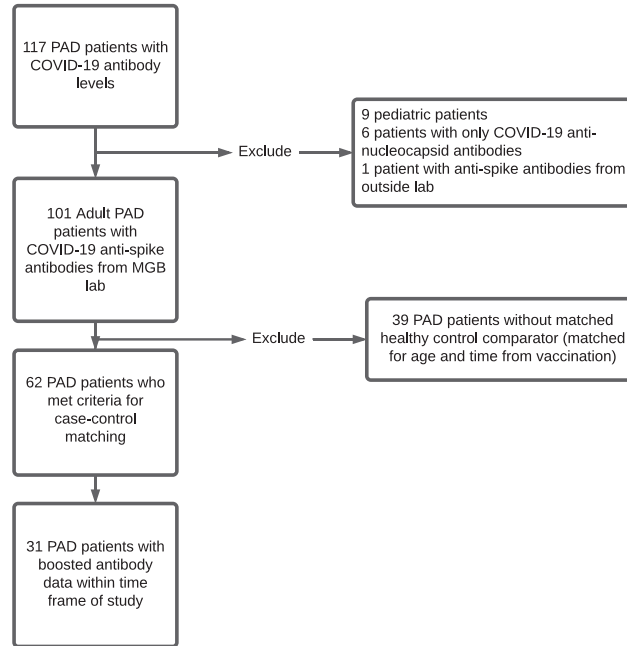 117 PAD patients with
COVID-19 antibody
levels
Exclude
9 pediatric patients
6 patients with only COVID-19 anti-
nucleocapsid antibodies
1 patient with anti-spike antibodies from
outside lab
101 Adult PAD
patients with
COVID-19 anti-spike
antibodies from MGB
lab
Exclude
39 PAD patients without matched
healthy control comparator (matched
for age and time from vaccination)
62 PAD patients who
met criteria for
case-control
matching
31 PAD patients with
boosted antibody
data within time
frame of study